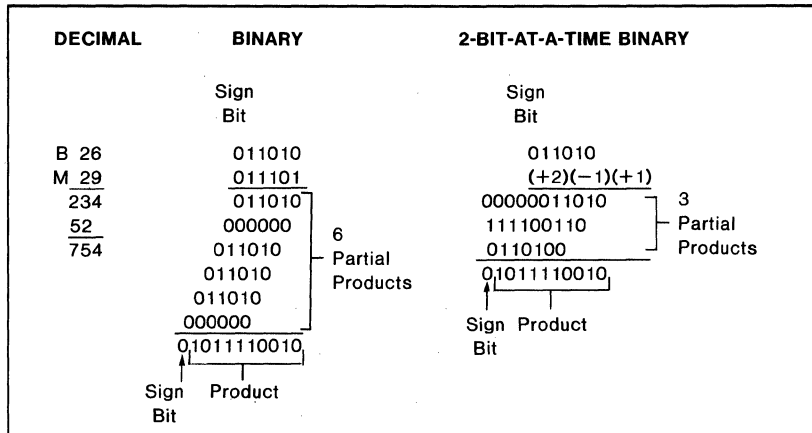 DECIMAL BINARY 2-BIT-AT-A-TIME BINARY
Sign Sign
Bit Bit
B 26 011010 011010
M 29 011101 (+2)(−1)(+1)
234 011010 00000011010 3
52 000000 111100110 Partial
754 011010 0110100 Products
6
Partial
Products
011010 01011110010
011010 Sign Product
000000 Bit
01011110010
Sign Product
Bit